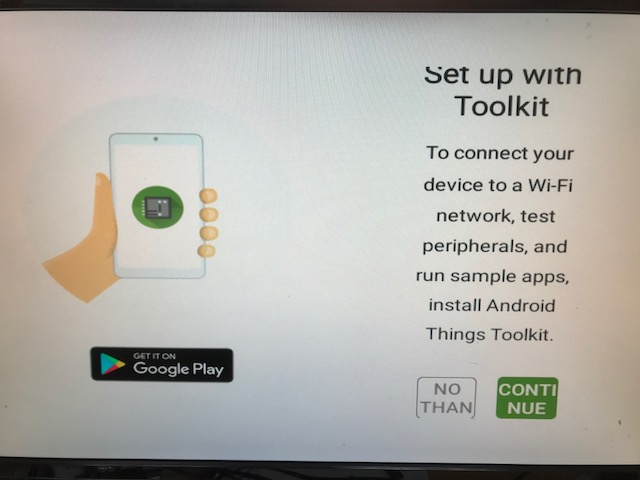 Set up with
Toolkit
To connect your
device to a Wi-Fi
network, test
peripherals, and
run sample apps,
install Android
Things Toolkit.
GET IT ON
Google Play
NO
THAN
CONTI
NUE